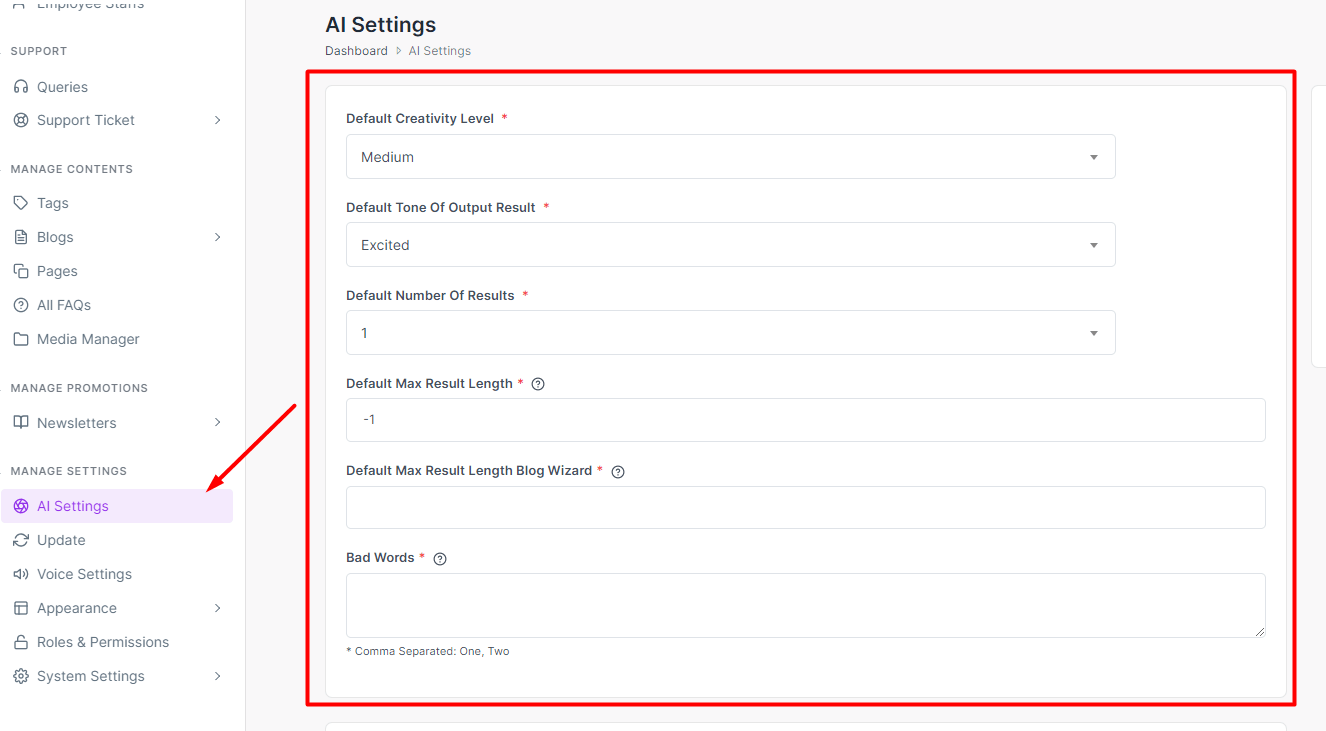 Employee Staffs
SUPPORT
Queries
Support Ticket
MANAGE CONTENTS
Tags
Blogs
Pages
All FAQs
Media Manager
MANAGE PROMOTIONS
Newsletters
MANAGE SETTINGS
AI Settings
Update
Voice Settings
Appearance
Roles & Permissions
System Settings
AI Settings
Dashboard AI Settings
Default Creativity Level *
Medium
Default Tone Of Output Result *
Excited
Default Number Of Results *
1
Default Max Result Length *
-1
Default Max Result Length Blog Wizard *
Bad Words *
* Comma Separated: One, Two